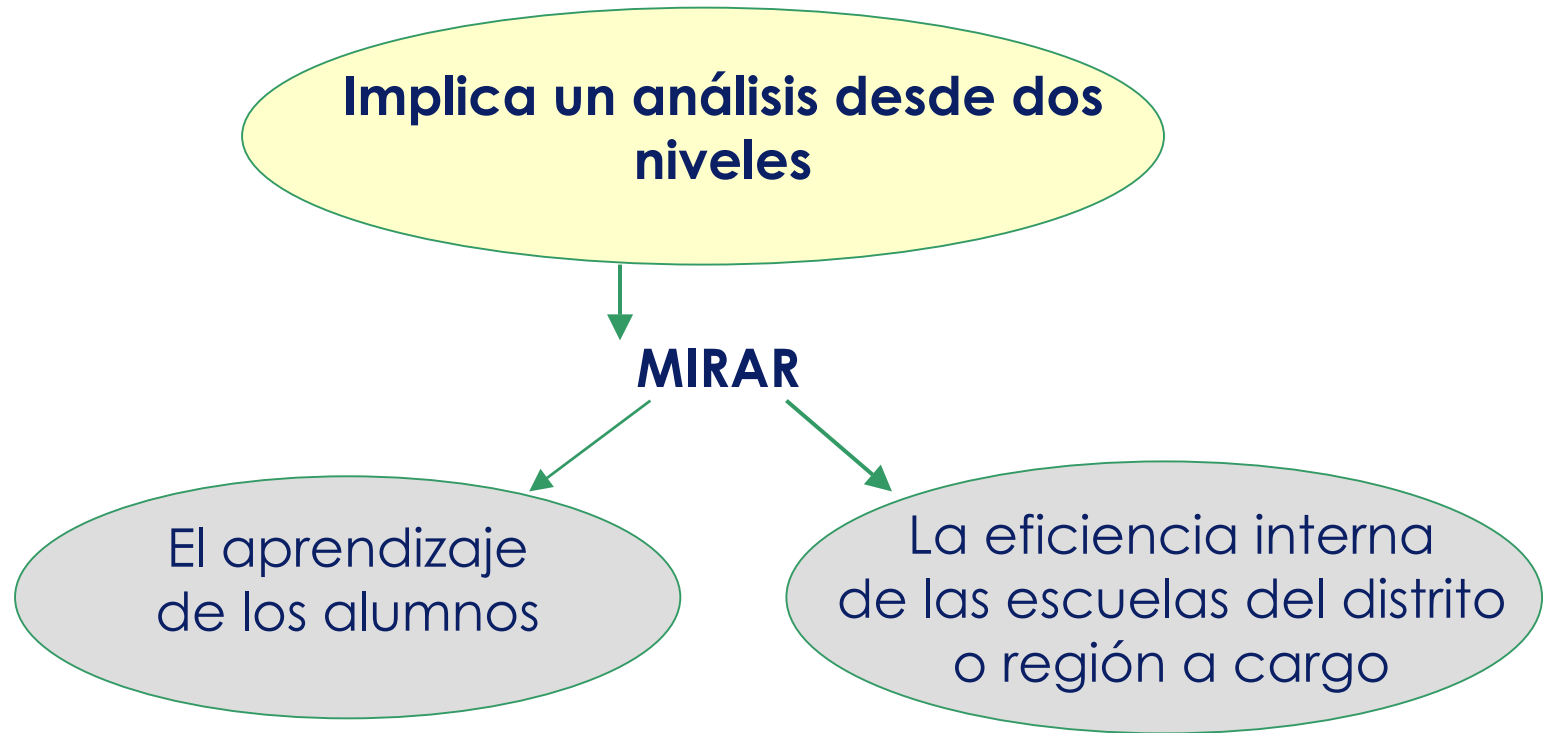 Implica un análisis desde dos
niveles
MIRAR
El aprendizaje
de los alumnos
La eficiencia interna
de las escuelas del distrito
o región a cargo